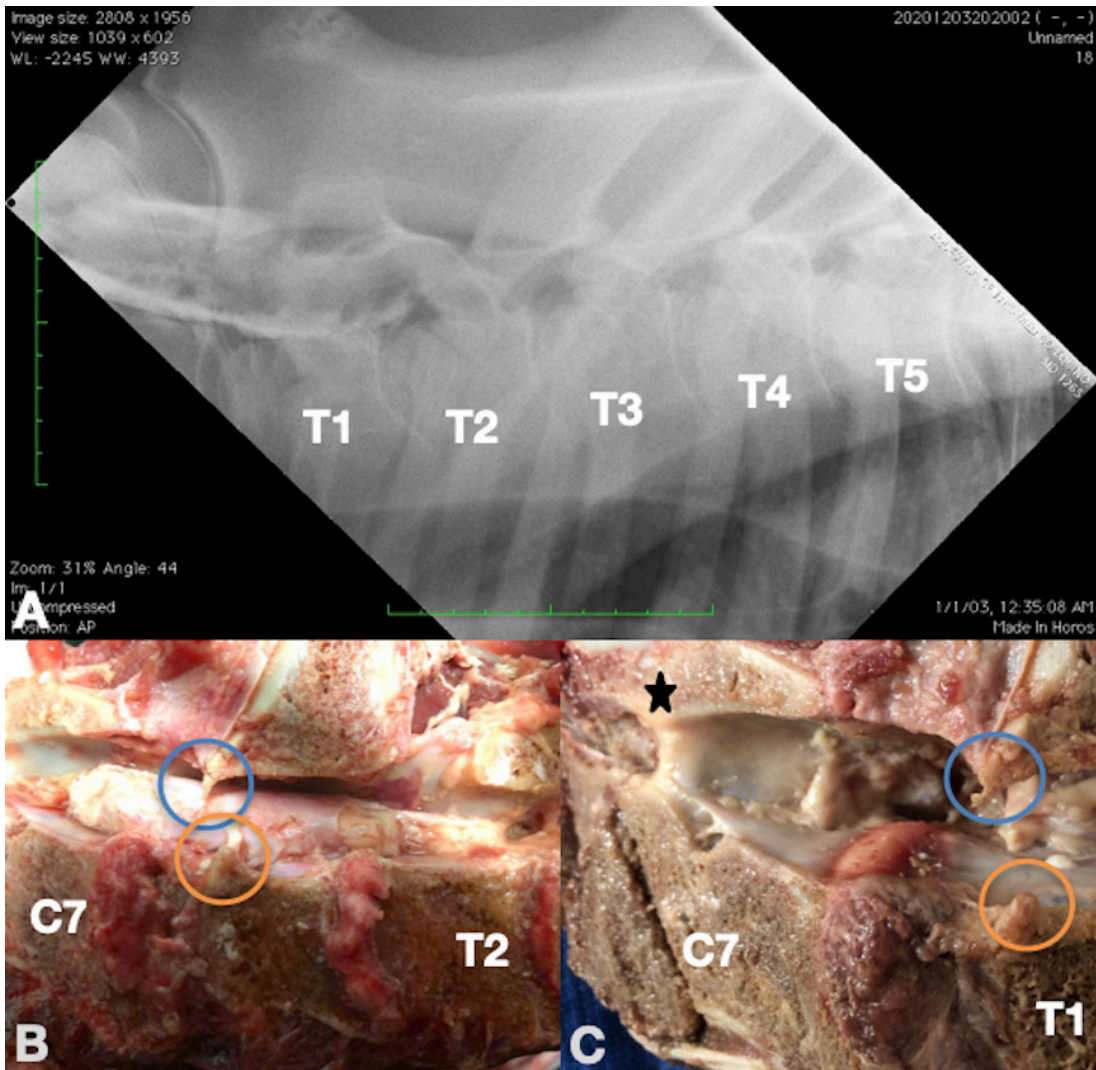 Image size: 2808 x 1956
View size: 1039 x 602
WL: -2245 WW: 4393
20201203202002 ( -, -)
Unnamed
18
T1
T2
T3
T4
T5
Zoom: 31% Angle: 44
Im: 1/1
Position: AP
A
1/1/03, 12:35:08 AM
Made In Horos
C7
T2
B
C7
T1
C